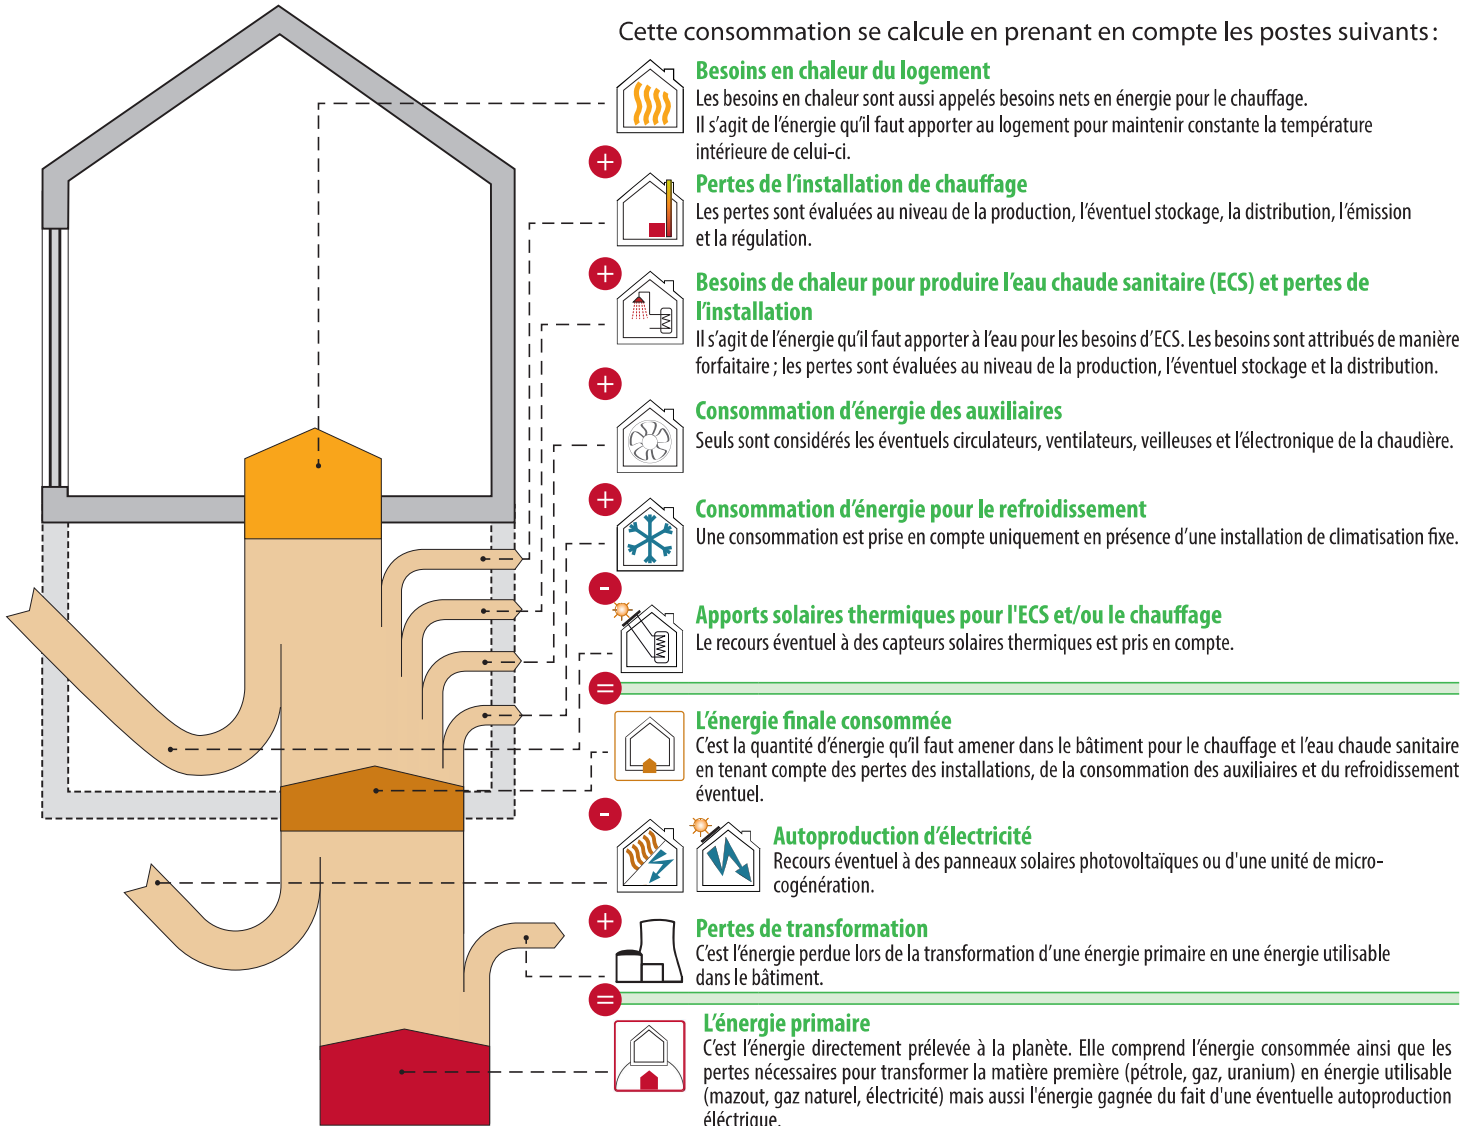 Cette consommation se calcule en prenant en compte les postes suivants :
Besoins en chaleur du logement
Les besoins en chaleur sont aussi appelés besoins nets en énergie pour le chauffage.
Il s’agit de l’énergie qu’il faut apporter au logement pour maintenir constante la température
intérieure de celui-ci.
+
Pertes de l’installation de chauffage
Les pertes sont évaluées au niveau de la production, l’éventuel stockage, la distribution, l’émission
et la régulation.
+
Besoins de chaleur pour produire l’eau chaude sanitaire (ECS) et pertes de
l’installation
Il s’agit de l’énergie qu’il faut apporter à l’eau pour les besoins d’ECS. Les besoins sont attribués de manière
forfaitaire ; les pertes sont évaluées au niveau de la production, l’éventuel stockage et la distribution.
+
Consommation d’énergie des auxiliaires
Seuls sont considérés les éventuels circulateurs, ventilateurs, veilleuses et l’électronique de la chaudière.
+
Consommation d’énergie pour le refroidissement
Une consommation est prise en compte uniquement en présence d’une installation de climatisation fixe.
-
Apports solaires thermiques pour l'ECS et/ou le chauffage
Le recours éventuel à des capteurs solaires thermiques est pris en compte.
=
L’énergie finale consommée
C’est la quantité d’énergie qu’il faut amener dans le bâtiment pour le chauffage et l’eau chaude sanitaire
en tenant compte des pertes des installations, de la consommation des auxiliaires et du refroidissement
éventuel.
-
Autoproduction d’électricité
Recours éventuel à des panneaux solaires photovoltaïques ou d'une unité de micro-
cogénération.
+
Pertes de transformation
C’est l’énergie perdue lors de la transformation d’une énergie primaire en une énergie utilisable
dans le bâtiment.
=
L’énergie primaire
C’est l’énergie directement prélevée à la planète. Elle comprend l’énergie consommée ainsi que les
pertes nécessaires pour transformer la matière première (pétrole, gaz, uranium) en énergie utilisable
(mazout, gaz naturel, électricité) mais aussi l'énergie gagnée du fait d'une éventuelle autoproduction
éléctrique.